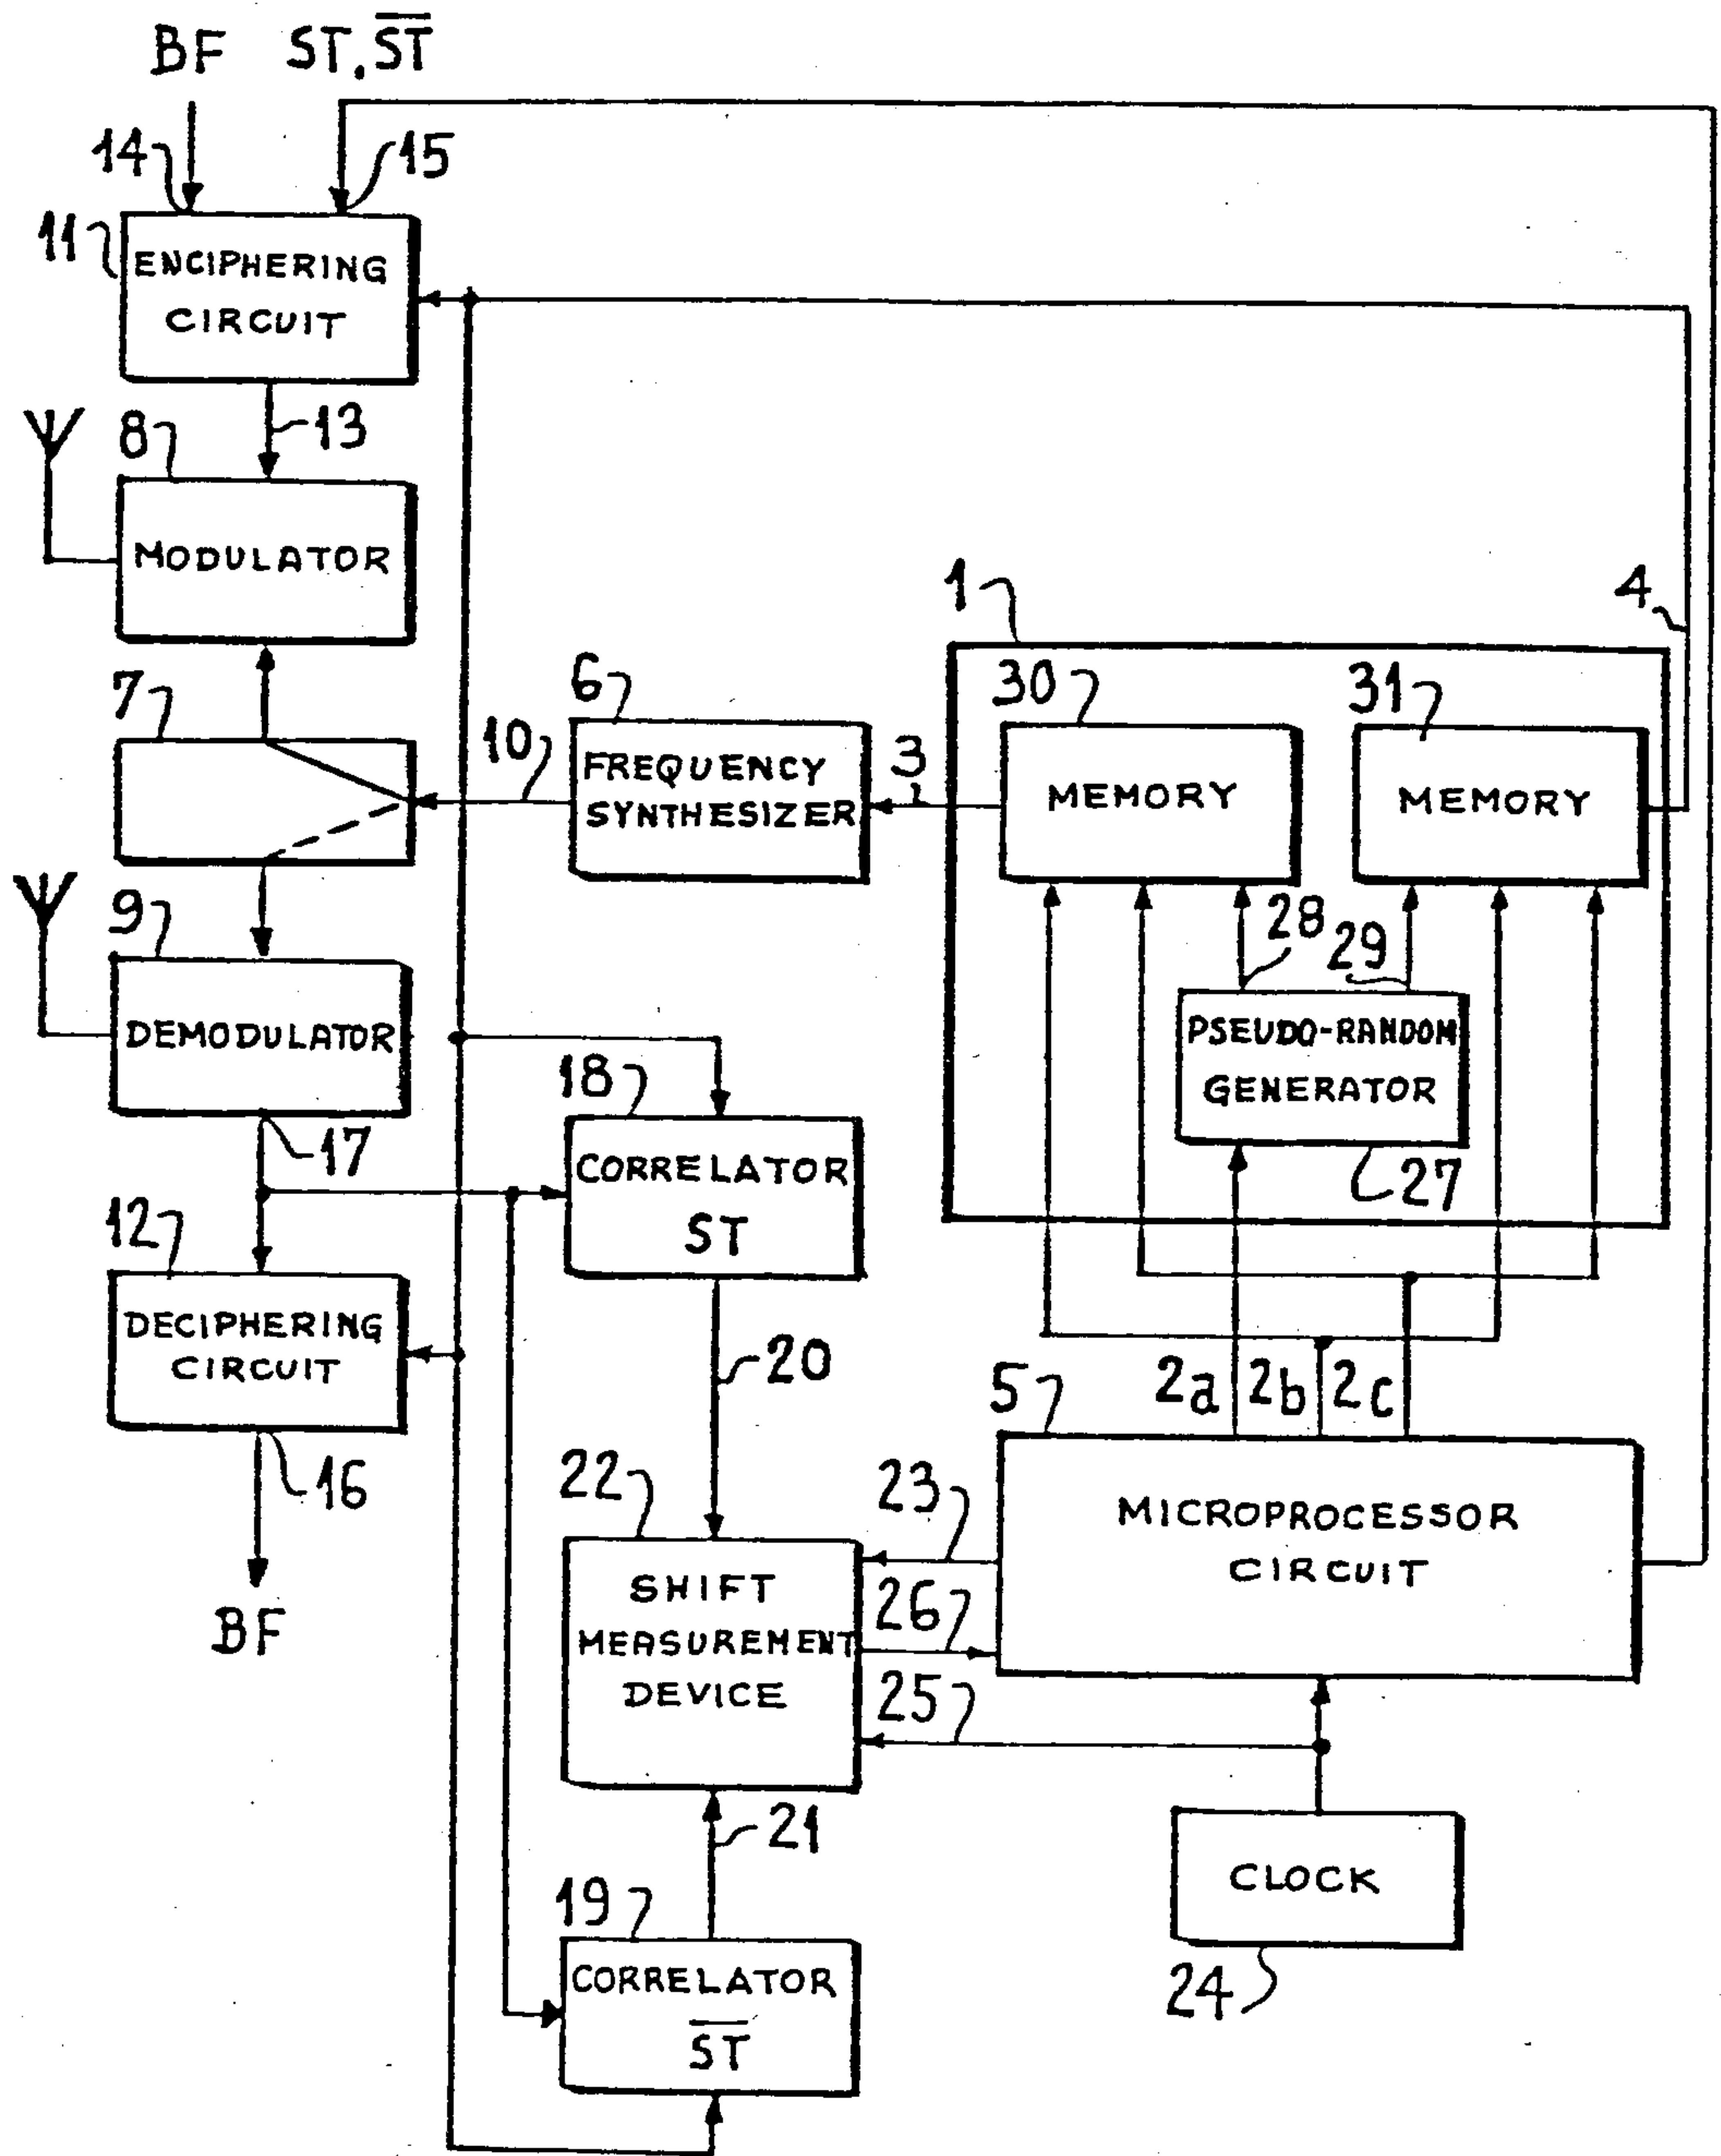 BF ST, S̅T̅
14 15
11 ENCIPHERING
CIRCUIT
13
8
MODULATOR
1
4
7
10
6
FREQUENCY
SYNTHESIZER
3
30
MEMORY
31
MEMORY
28
29
9
DEMODULATOR
17
PSEUDO-RANDOM
GENERATOR
27
18
CORRELATOR
ST
12
DECIPHERING
CIRCUIT
16
BF
20
2a 2b 2c
5
MICROPROCESSOR
CIRCUIT
22
SHIFT
MEASUREMENT
DEVICE
23
26
25
21
CLOCK
24
19
CORRELATOR
S̅T̅